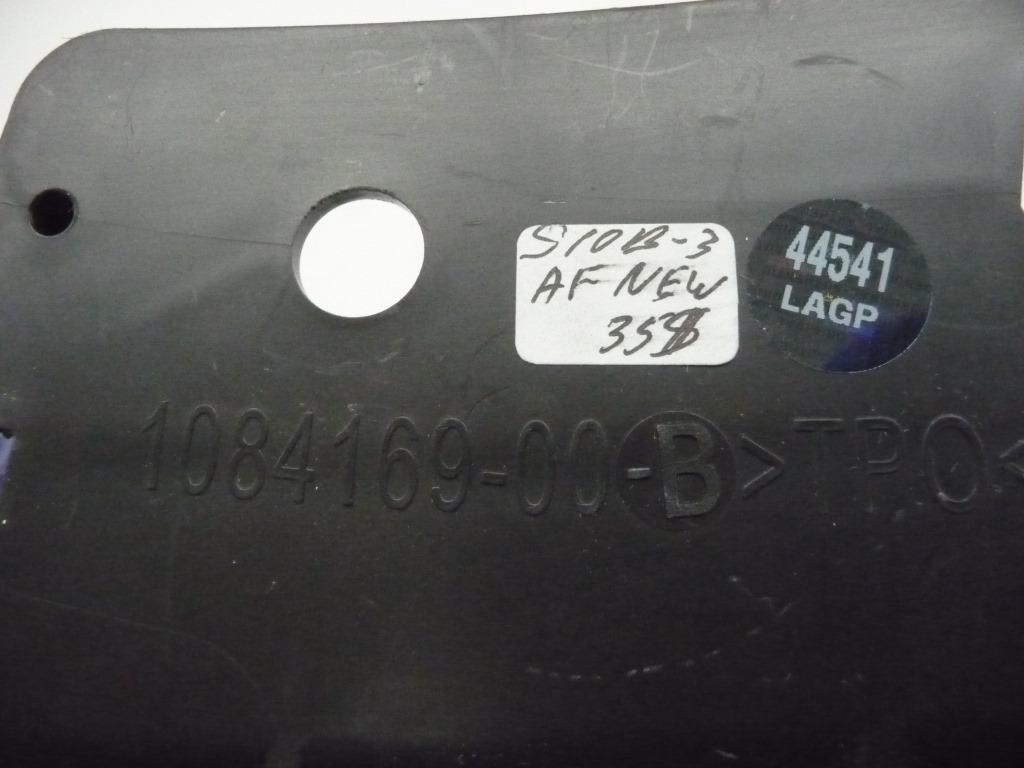 S10B-3
AF NEW
35$
44541
LAGP
1084169-00-B >TPO<